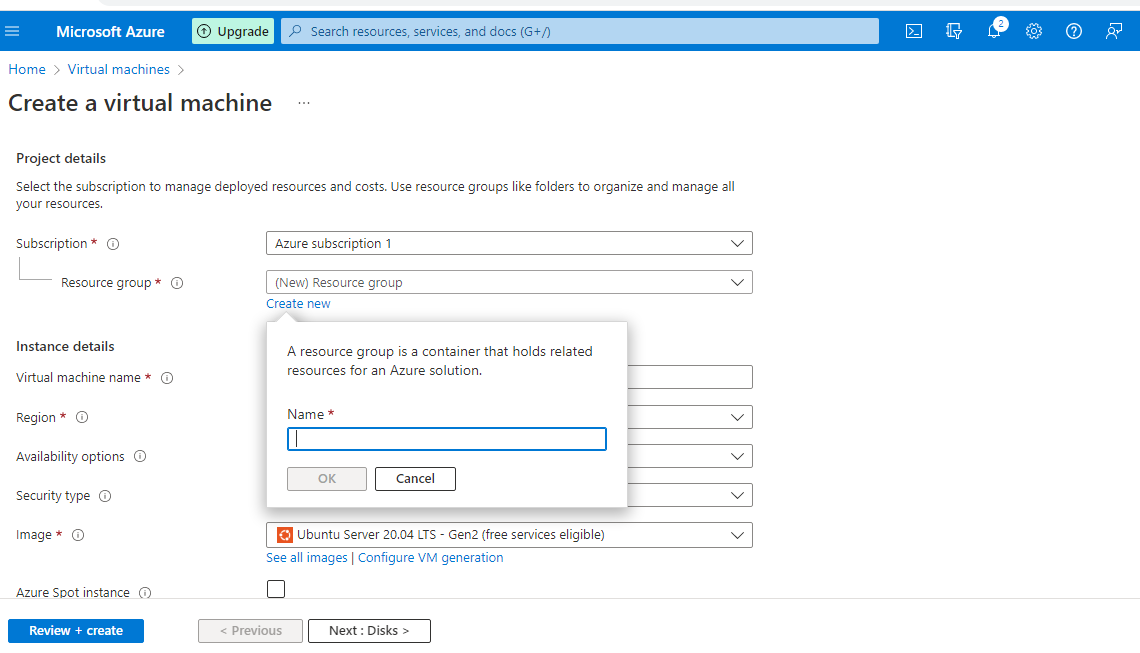 Microsoft Azure
Upgrade
Search resources, services, and docs (G+/)
2
Home > Virtual machines >
Create a virtual machine ...
Project details
Select the subscription to manage deployed resources and costs. Use resource groups like folders to organize and manage all
your resources.
Subscription *
Azure subscription 1
Resource group *
(New) Resource group
Create new
A resource group is a container that holds related
resources for an Azure solution.
Name *
OK
Cancel
Instance details
Virtual machine name *
Region *
Availability options
Security type
Image *
Ubuntu Server 20.04 LTS - Gen2 (free services eligible)
See all images | Configure VM generation
Azure Spot instance
Review + create
< Previous
Next : Disks >